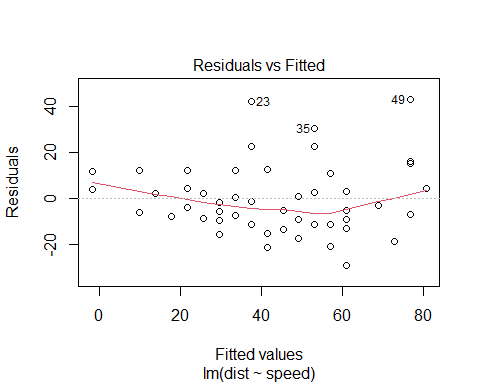 Residuals vs Fitted
Residuals
40
20
0
-20
23
35
49
0 20 40 60 80
Fitted values
lm(dist ~ speed)